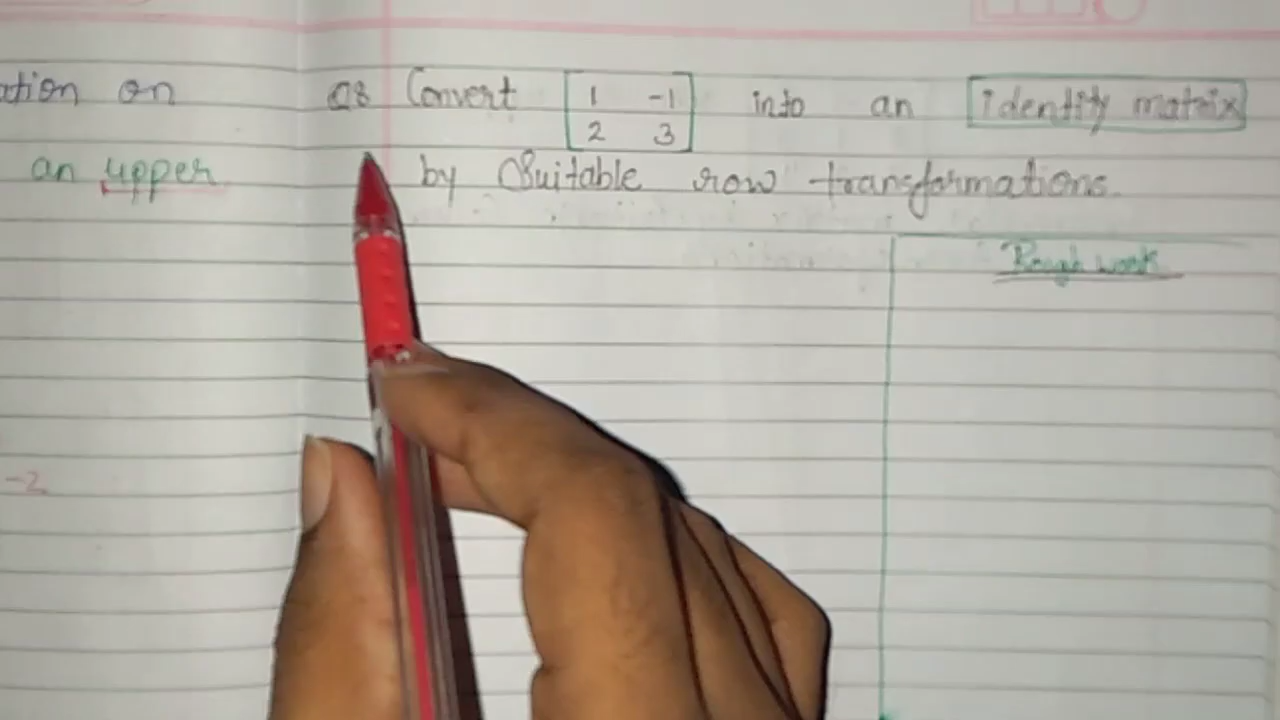 ation on
an upper
-2
Q8 Convert [ 1 -1 ] into an identity matrix
[ 2 3 ]
by Suitable row transformations.
Rough work